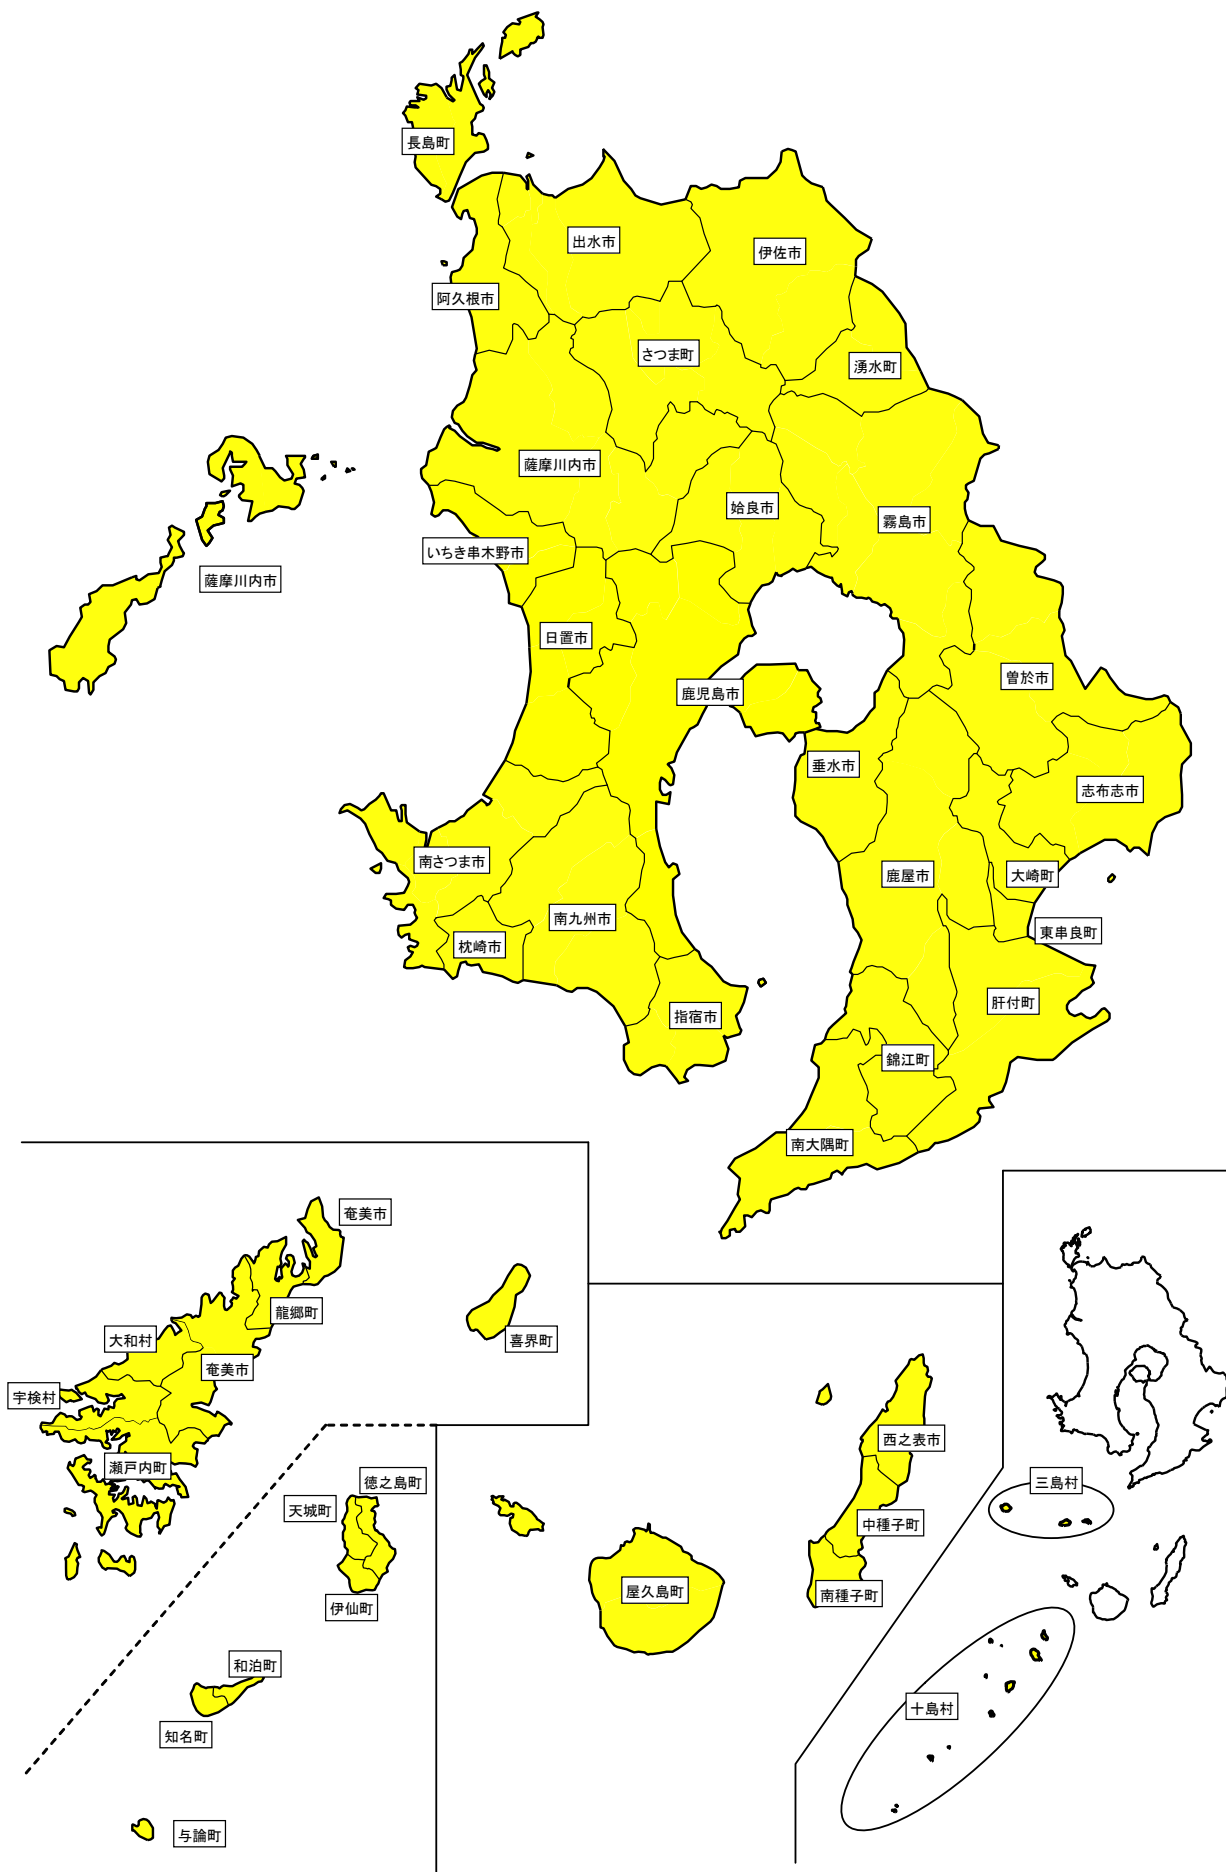 長島町
出水市
伊佐市
阿久根市
さつま町
湧水町
薩摩川内市
姶良市
霧島市
いちき串木野市
薩摩川内市
日置市
曽於市
鹿児島市
垂水市
志布志市
南さつま市
鹿屋市
大崎町
南九州市
東串良町
枕崎市
肝付町
指宿市
錦江町
南大隅町
奄美市
龍郷町
大和村
喜界町
奄美市
宇検村
西之表市
瀬戸内町
徳之島町
三島村
天城町
中種子町
屋久島町
南種子町
伊仙町
和泊町
十島村
知名町
与論町